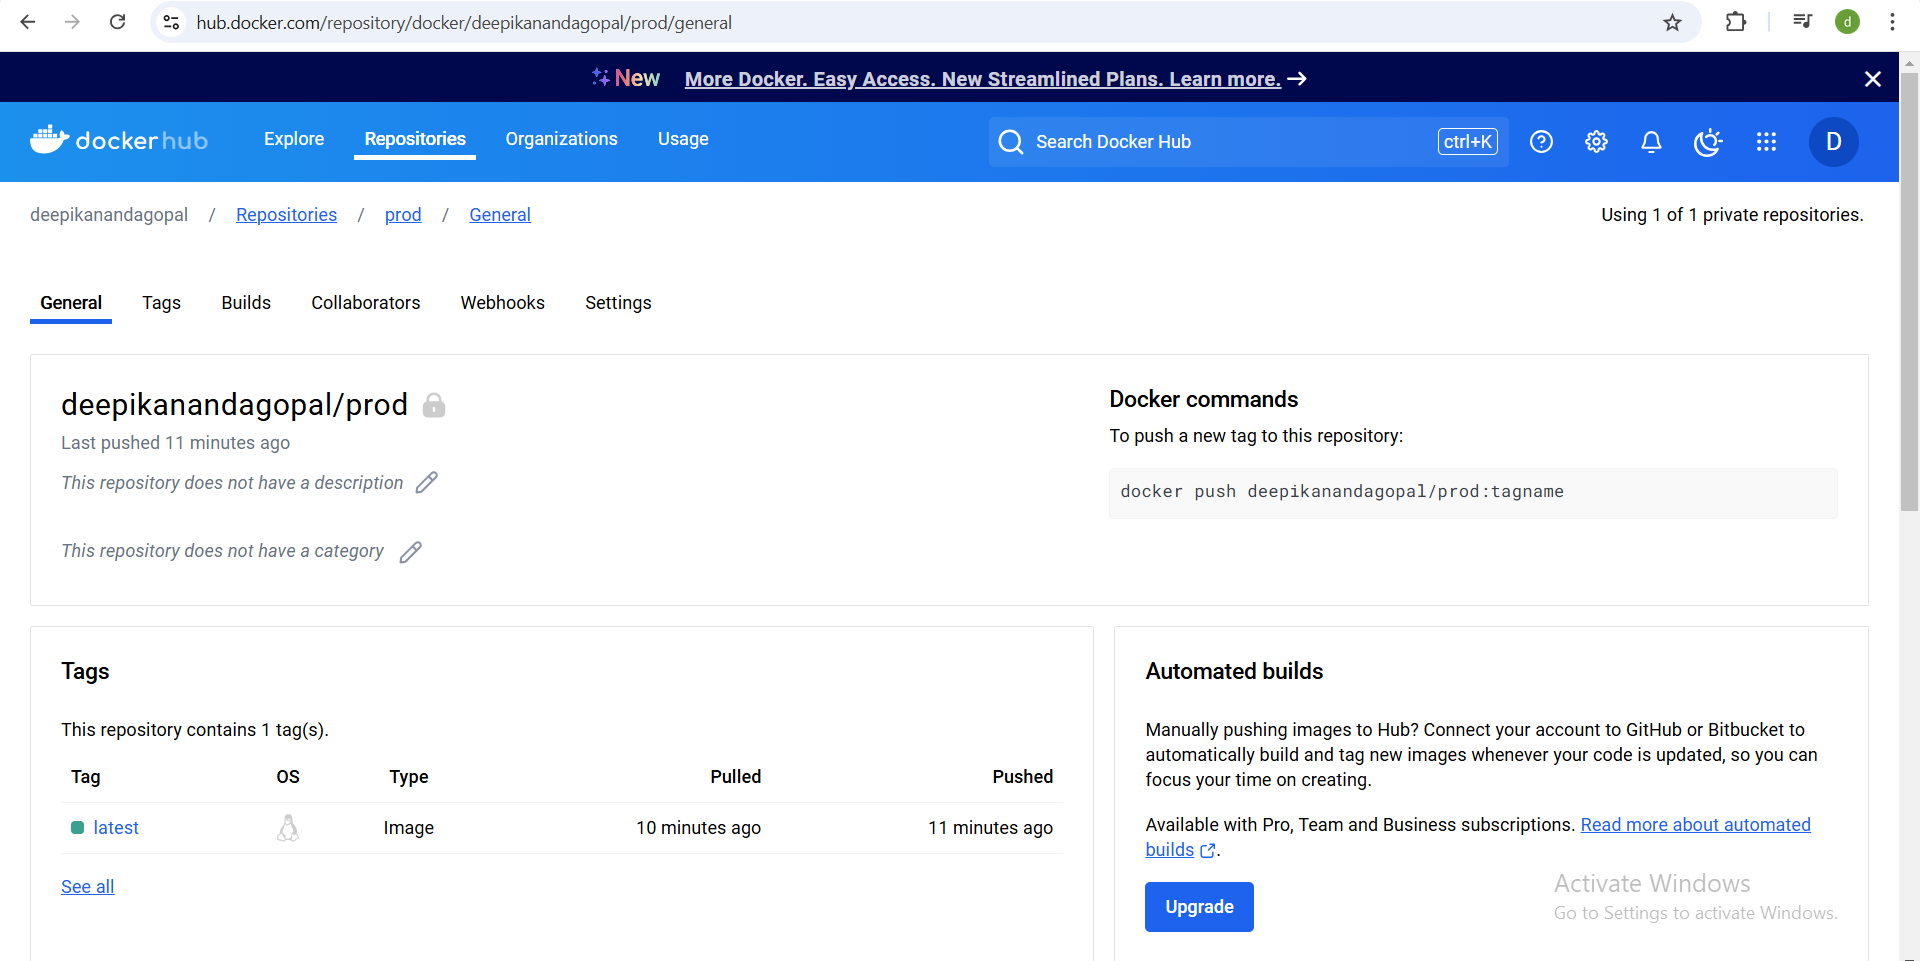 hub.docker.com/repository/docker/deepikanandagopal/prod/general
d
New More Docker. Easy Access. New Streamlined Plans. Learn more. →
dockerhub Explore Repositories Organizations Usage Search Docker Hub ctrl+K D
deepikanandagopal / Repositories / prod / General Using 1 of 1 private repositories.
General Tags Builds Collaborators Webhooks Settings
deepikanandagopal/prod
Last pushed 11 minutes ago
This repository does not have a description
This repository does not have a category
Docker commands
To push a new tag to this repository:
docker push deepikanandagopal/prod:tagname
Tags
This repository contains 1 tag(s).
Tag OS Type Pulled Pushed
latest Image 10 minutes ago 11 minutes ago
See all
Automated builds
Manually pushing images to Hub? Connect your account to GitHub or Bitbucket to
automatically build and tag new images whenever your code is updated, so you can
focus your time on creating.
Available with Pro, Team and Business subscriptions. Read more about automated
builds .
Upgrade
Activate Windows
Go to Settings to activate Windows.